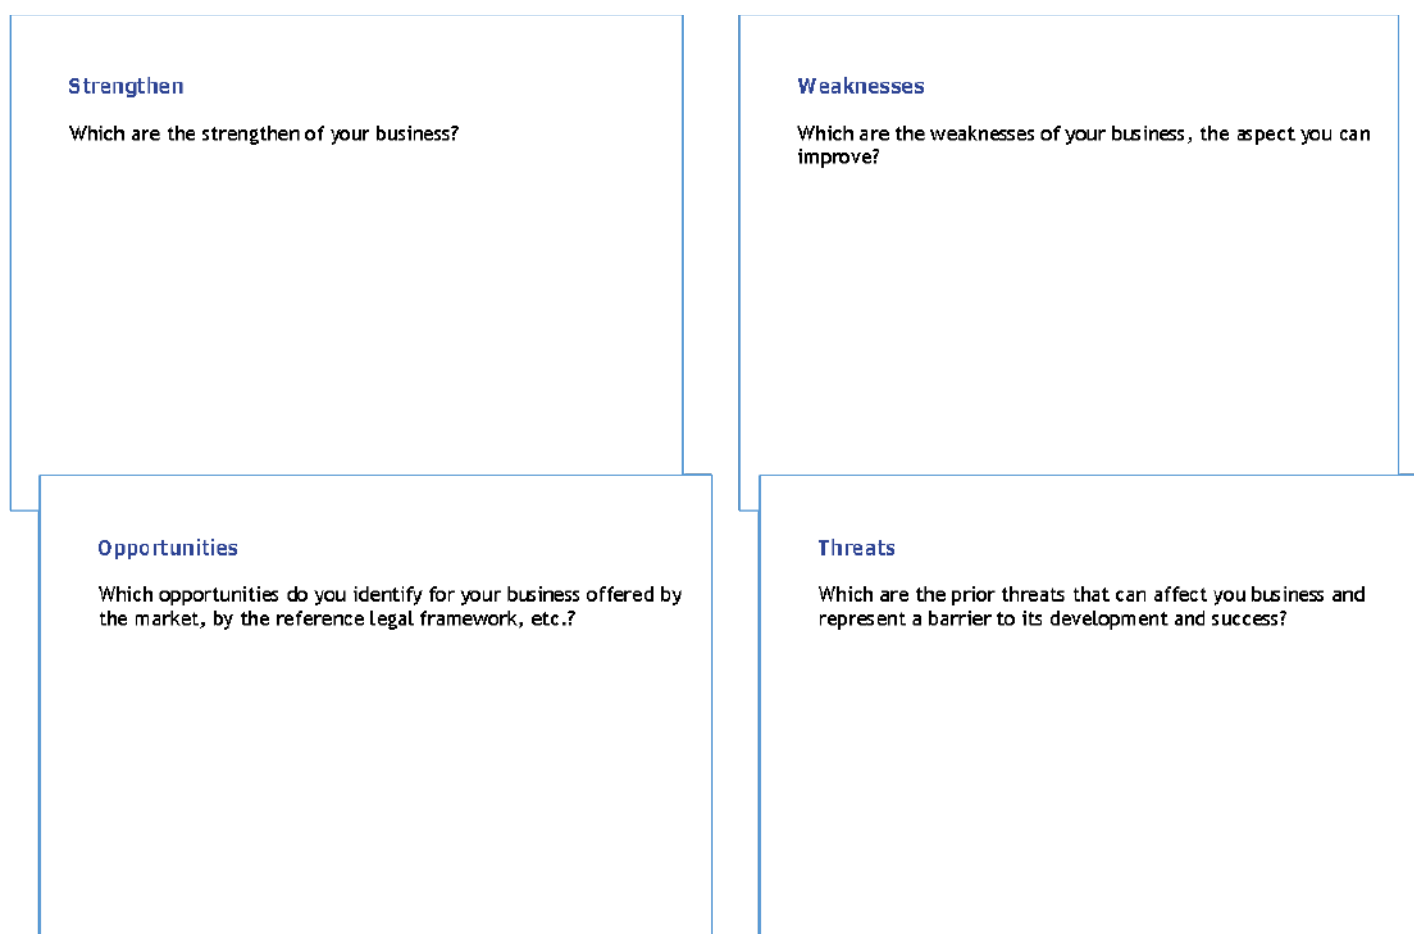 Strengthen
Which are the strengthen of your business?
Weaknesses
Which are the weaknesses of your business, the aspect you can
improve?
Opportunities
Which opportunities do you identify for your business offered by
the market, by the reference legal framework, etc.?
Threats
Which are the prior threats that can affect you business and
represent a barrier to its development and success?